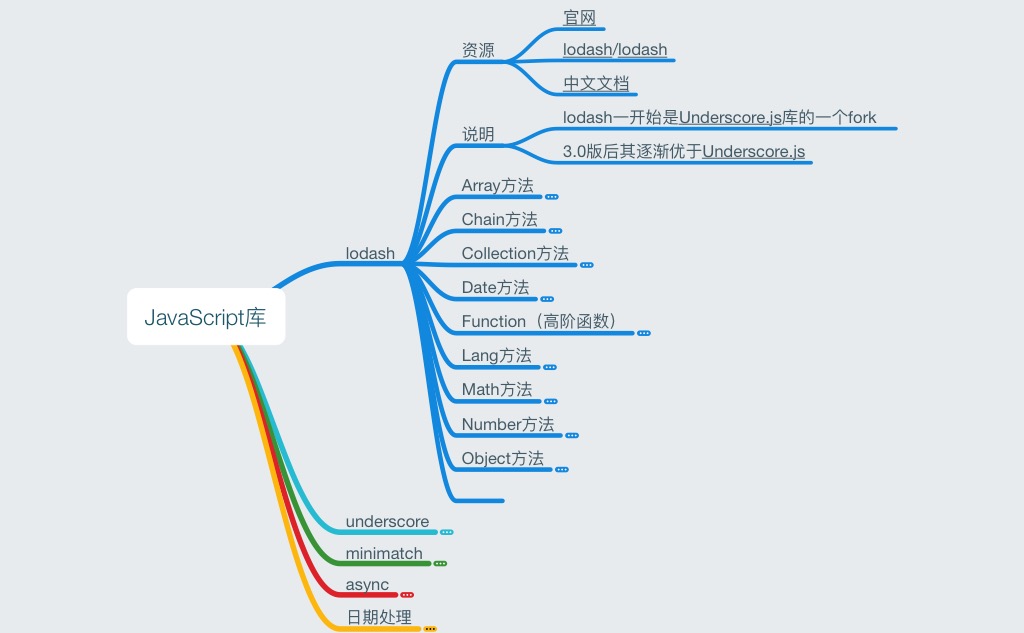 官网
资源
lodash/lodash
中文文档
lodash一开始是Underscore.js库的一个fork
说明
3.0版后其逐渐优于Underscore.js
Array方法
Chain方法
lodash
Collection方法
Date方法
JavaScript库
Function（高阶函数）
Lang方法
Math方法
Number方法
Object方法
underscore
minimatch
async
日期处理